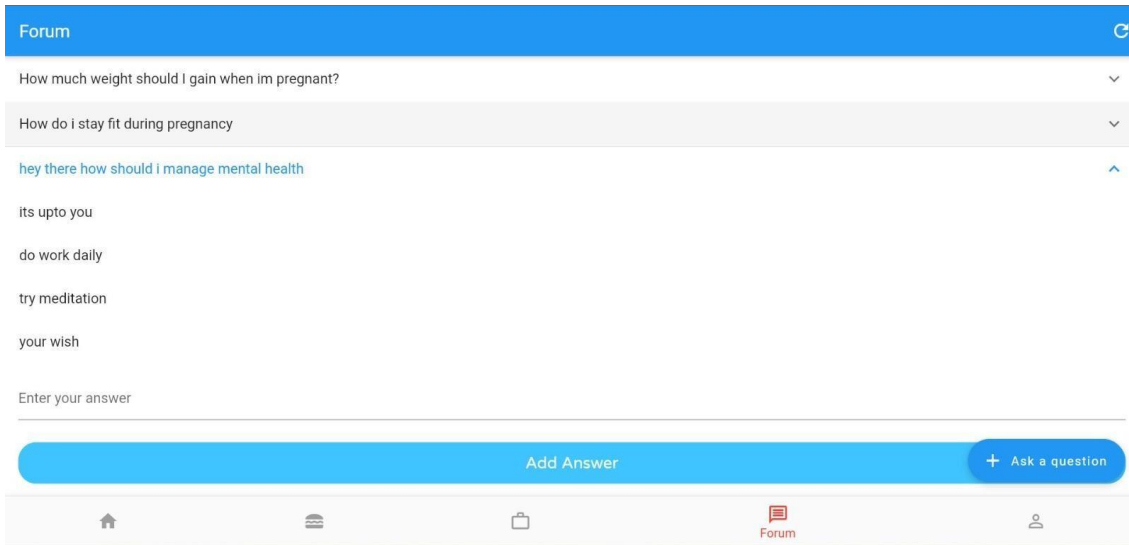 Forum
How much weight should I gain when im pregnant?
How do i stay fit during pregnancy
hey there how should i manage mental health
its upto you
do work daily
try meditation
your wish
Enter your answer
Add Answer
+ Ask a question
Forum